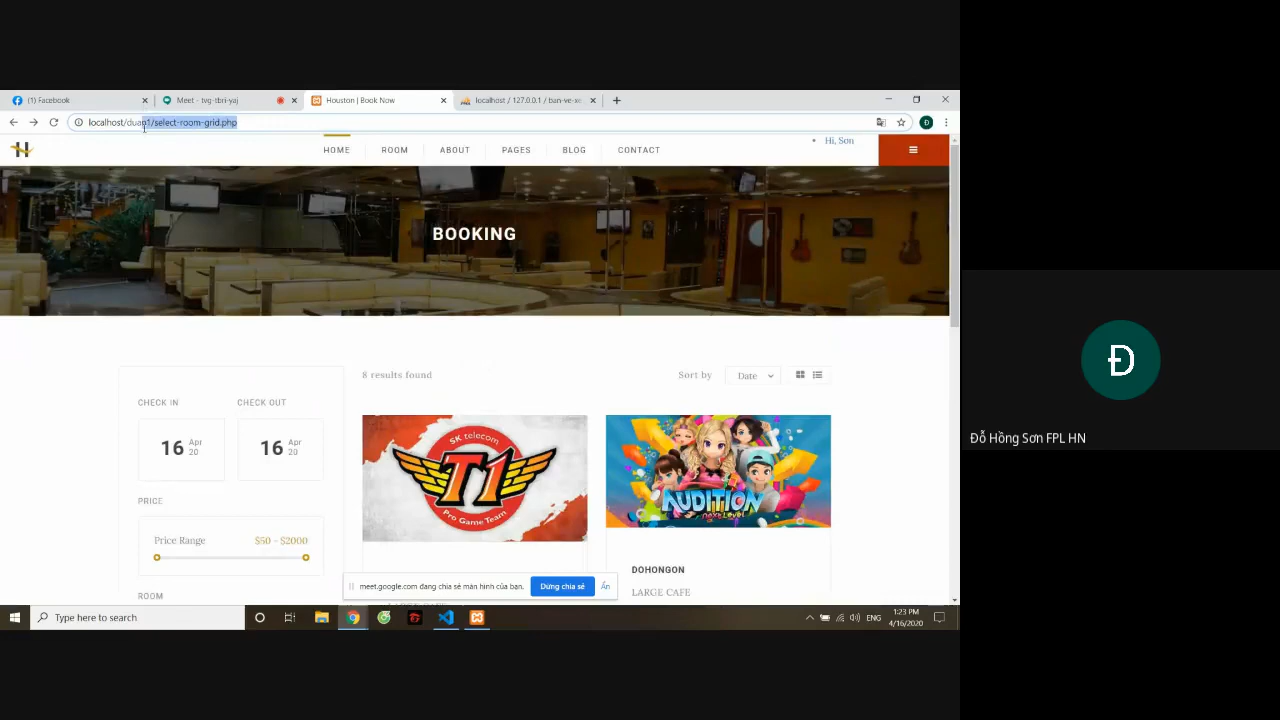 (1) Facebook
Meet - tvg-tbri-yaj
Houston | Book Now
localhost / 127.0.0.1 / ban-ve-xe
localhost/duan1/select-room-grid.php
Đ
Hi, Son
H
HOME
ROOM
ABOUT
PAGES
BLOG
CONTACT
BOOKING
8 results found
Sort by
Date
CHECK IN
CHECK OUT
16 Apr 20
16 Apr 20
SK telecom
T1
Pro Game Team
AUDITION
Next Level
PRICE
Price Range
$50 - $2000
DOHONGON
LARGE CAFE
ROOM
meet.google.com đang chia sẻ màn hình của bạn.
Dừng chia sẻ
Ẩn
Type here to search
ENG
1:23 PM
4/16/2020
Đ
Đỗ Hồng Sơn FPL HN